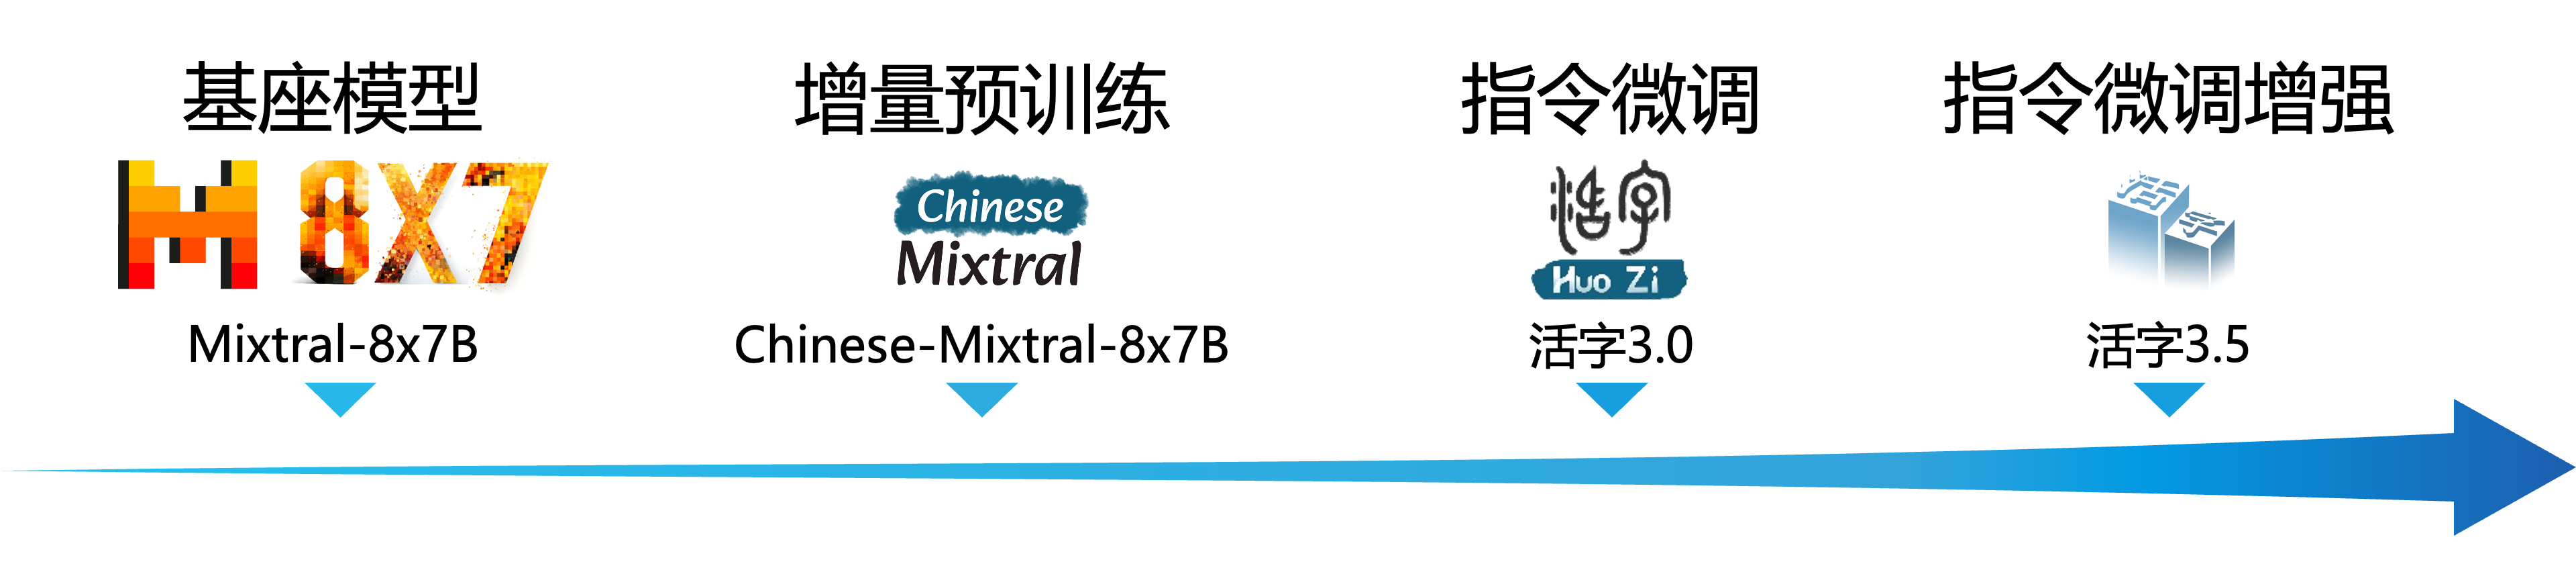 基座模型
M 8X7
Mixtral-8x7B
增量预训练
Chinese
Mixtral
Chinese-Mixtral-8x7B
指令微调
活字
Huo Zi
活字3.0
指令微调增强
活字
活字3.5